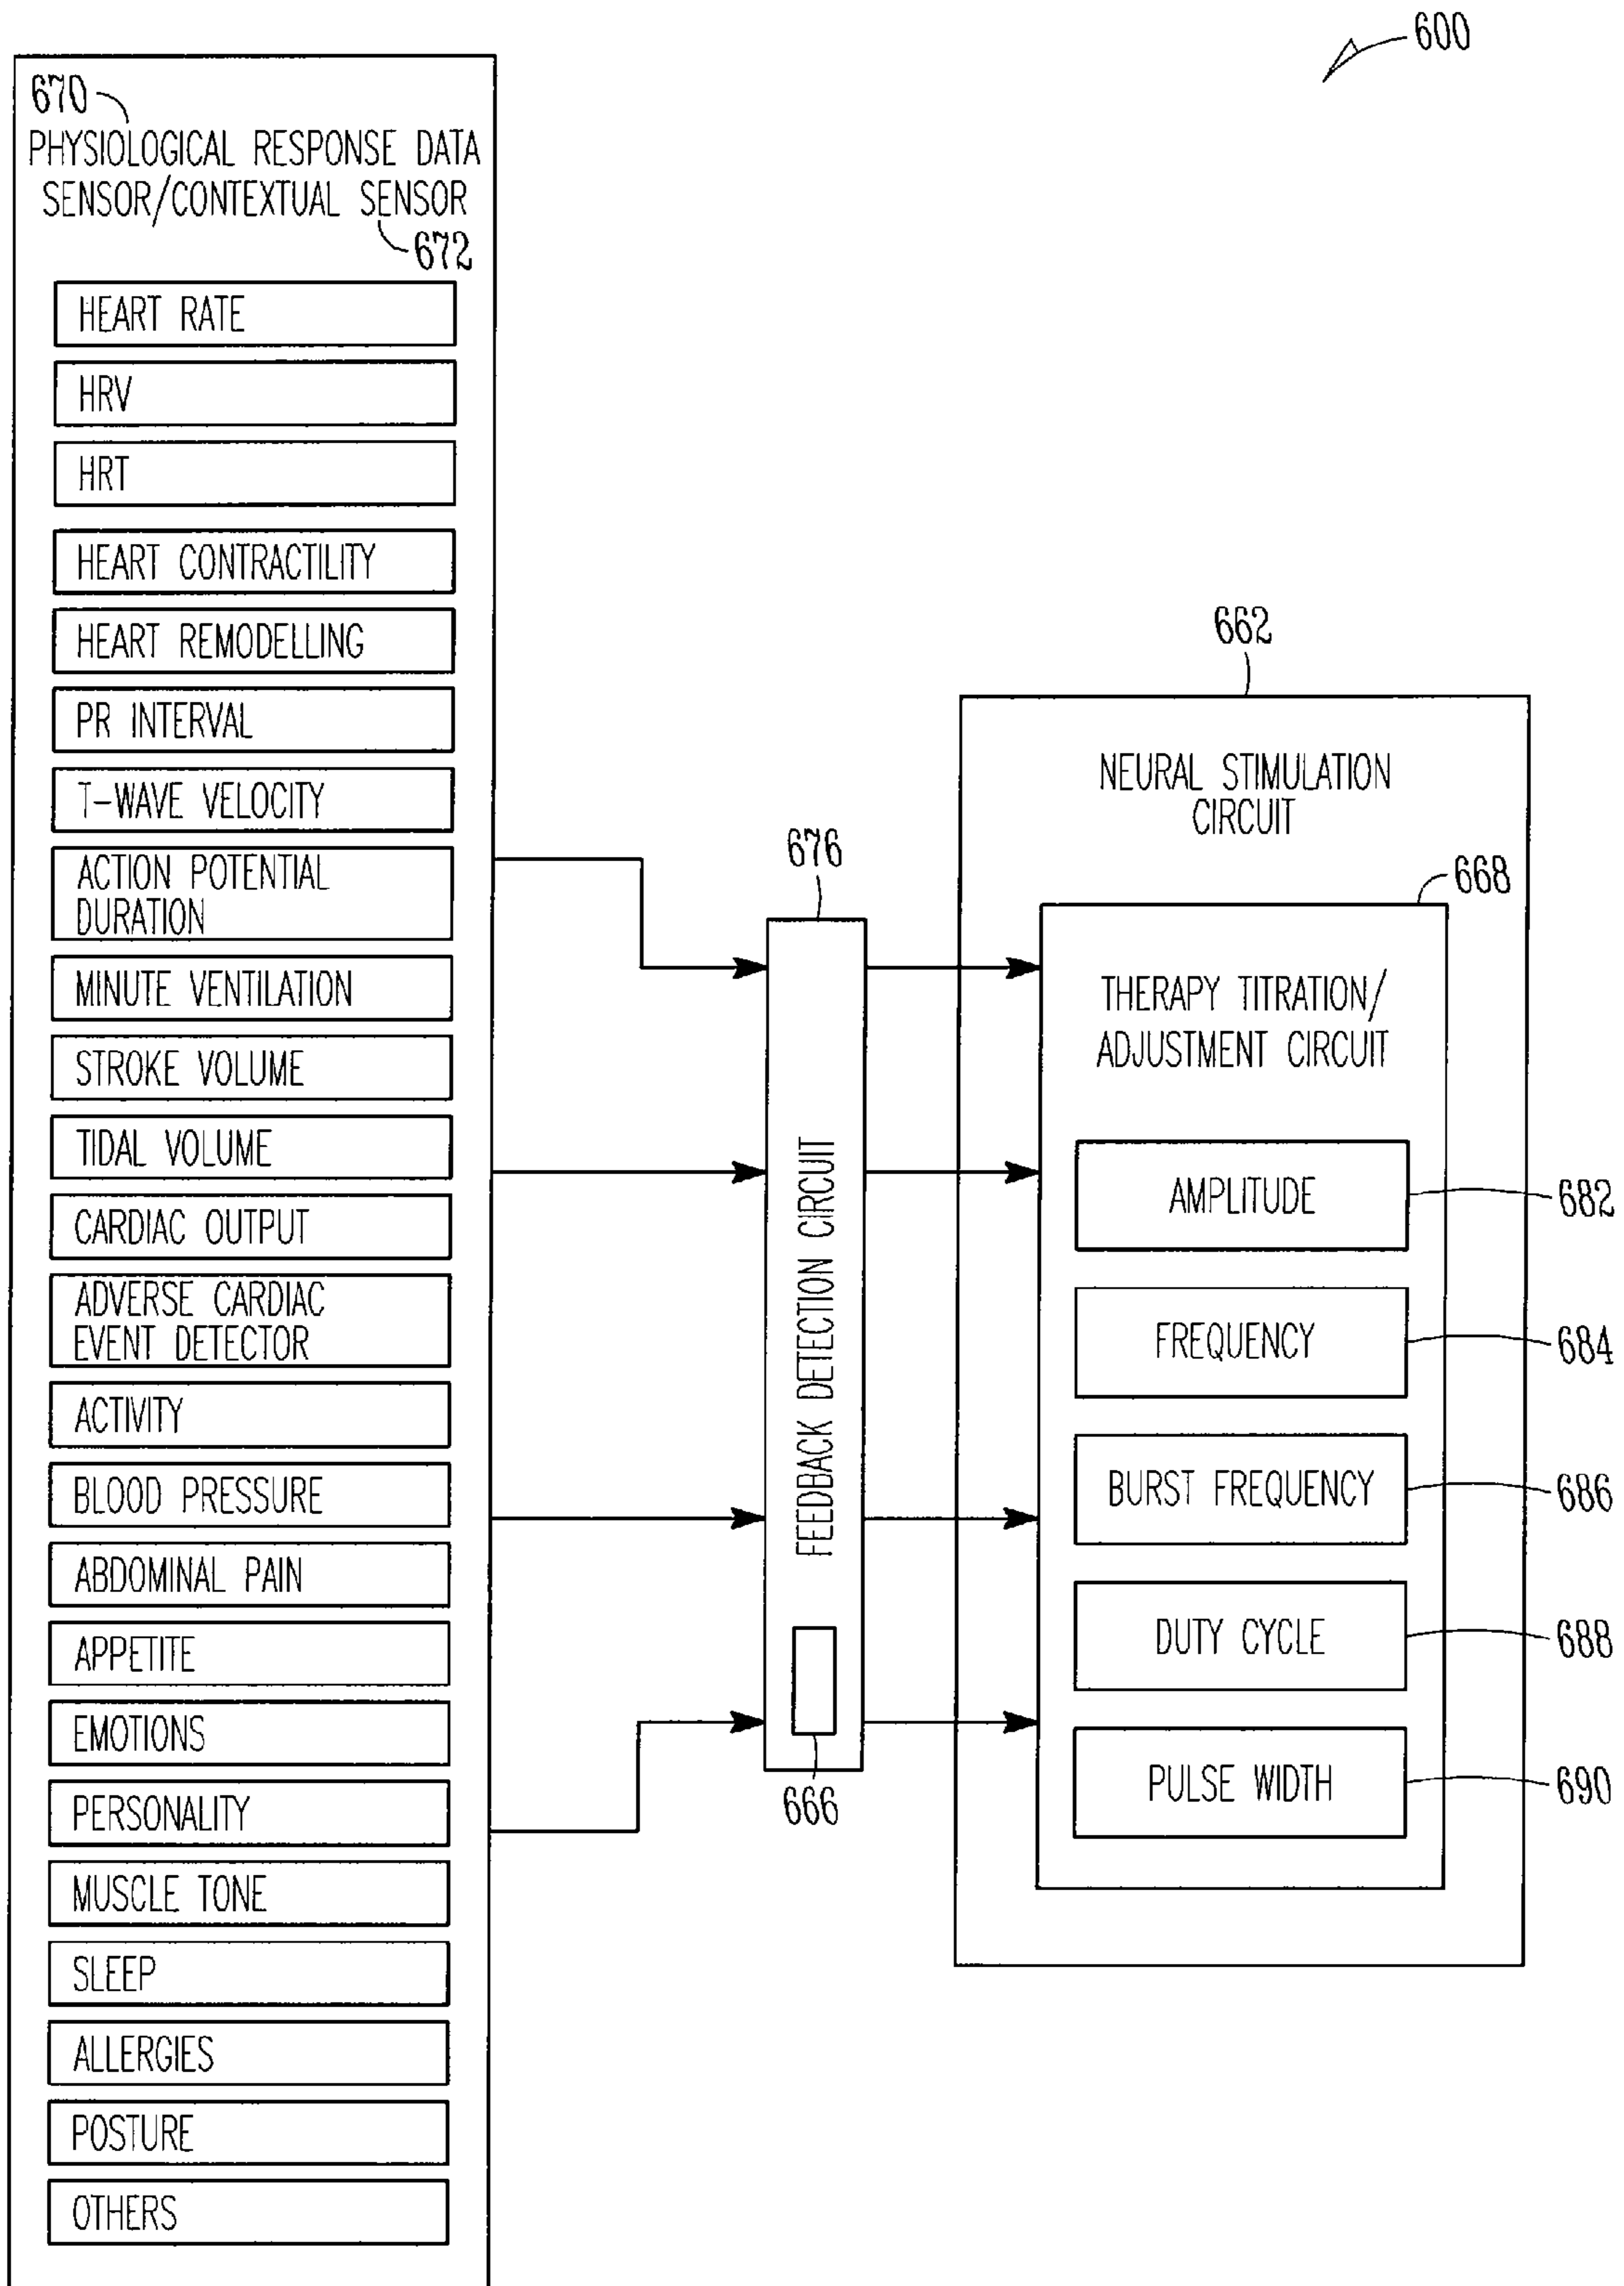 600
670
PHYSIOLOGICAL RESPONSE DATA
SENSOR/CONTEXTUAL SENSOR
672
HEART RATE
HRV
HRT
HEART CONTRACTILITY
HEART REMODELLING
PR INTERVAL
T-WAVE VELOCITY
ACTION POTENTIAL
DURATION
MINUTE VENTILATION
STROKE VOLUME
TIDAL VOLUME
CARDIAC OUTPUT
ADVERSE CARDIAC
EVENT DETECTOR
ACTIVITY
BLOOD PRESSURE
ABDOMINAL PAIN
APPETITE
EMOTIONS
PERSONALITY
MUSCLE TONE
SLEEP
ALLERGIES
POSTURE
OTHERS
676
FEEDBACK DETECTION CIRCUIT
666
662
NEURAL STIMULATION
CIRCUIT
668
THERAPY TITRATION/
ADJUSTMENT CIRCUIT
AMPLITUDE
682
FREQUENCY
684
BURST FREQUENCY
686
DUTY CYCLE
688
PULSE WIDTH
690